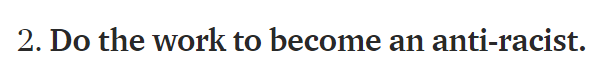 2. Do the work to become an anti-racist.